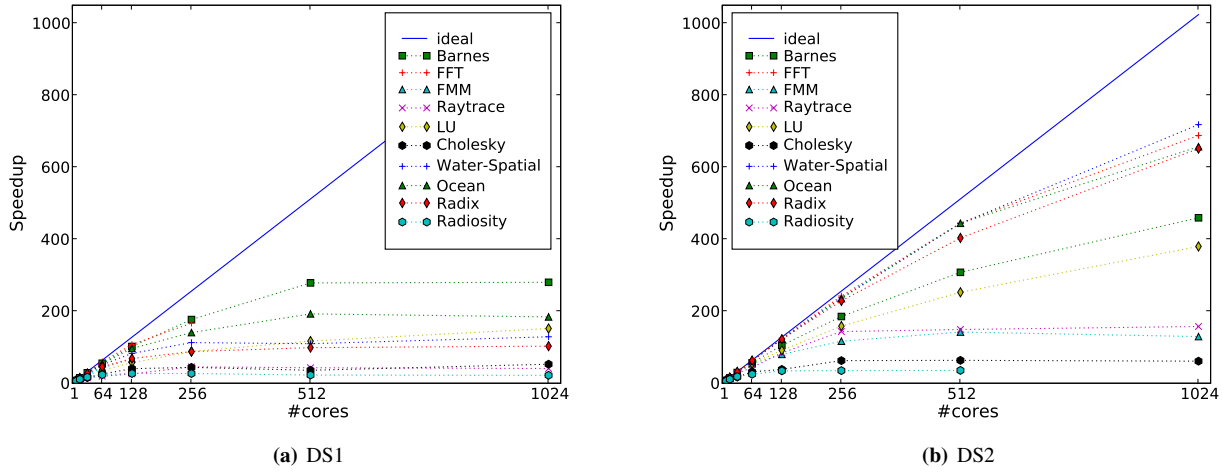 1000
800
600
400
200
0
Speedup
ideal
Barnes
FFT
FMM
Raytrace
LU
Cholesky
Water-Spatial
Ocean
Radix
Radiosity
1 64 128 256 512 1024
#cores
(a) DS1
1000
800
600
400
200
0
Speedup
ideal
Barnes
FFT
FMM
Raytrace
LU
Cholesky
Water-Spatial
Ocean
Radix
Radiosity
1 64 128 256 512 1024
#cores
(b) DS2